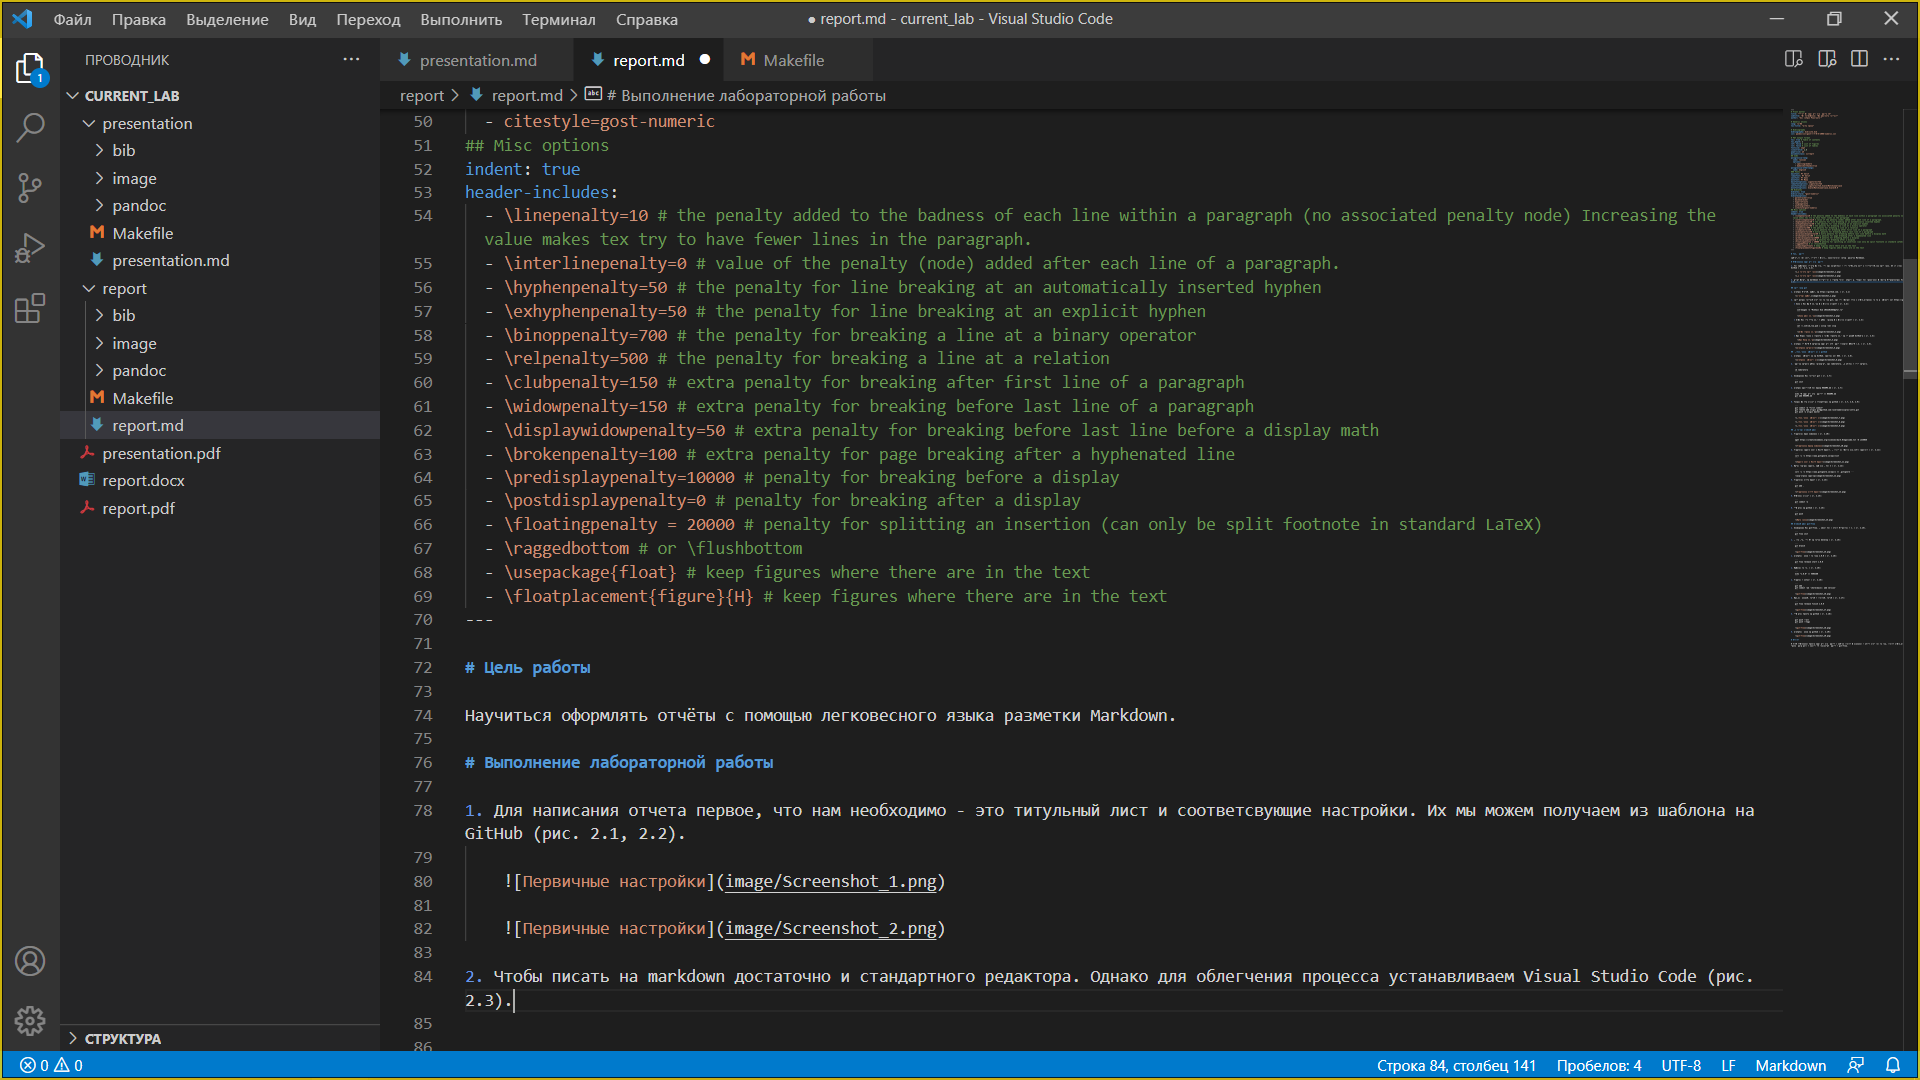 Файл Правка Выделение Вид Переход Выполнить Терминал Справка
● report.md - current_lab - Visual Studio Code
ПРОВОДНИК
1
CURRENT_LAB
presentation
bib
image
pandoc
Makefile
presentation.md
report
bib
image
pandoc
Makefile
report.md
presentation.pdf
report.docx
report.pdf
СТРУКТУРА
presentation.md report.md Makefile
report > report.md > # Выполнение лабораторной работы
50 - citestyle=gost-numeric
51 ## Misc options
52 indent: true
53 header-includes:
54 - \linepenalty=10 # the penalty added to the badness of each line within a paragraph (no associated penalty node) Increasing the
value makes tex try to have fewer lines in the paragraph.
55 - \interlinepenalty=0 # value of the penalty (node) added after each line of a paragraph.
56 - \hyphenpenalty=50 # the penalty for line breaking at an automatically inserted hyphen
57 - \exhyphenpenalty=50 # the penalty for line breaking at an explicit hyphen
58 - \binoppenalty=700 # the penalty for breaking a line at a binary operator
59 - \relpenalty=500 # the penalty for breaking a line at a relation
60 - \clubpenalty=150 # extra penalty for breaking after first line of a paragraph
61 - \widowpenalty=150 # extra penalty for breaking before last line of a paragraph
62 - \displaywidowpenalty=50 # extra penalty for breaking before last line before a display math
63 - \brokenpenalty=100 # extra penalty for page breaking after a hyphenated line
64 - \predisplaypenalty=10000 # penalty for breaking before a display
65 - \postdisplaypenalty=0 # penalty for breaking after a display
66 - \floatingpenalty = 20000 # penalty for splitting an insertion (can only be split footnote in standard LaTeX)
67 - \raggedbottom # or \flushbottom
68 - \usepackage{float} # keep figures where there are in the text
69 - \floatplacement{figure}{H} # keep figures where there are in the text
70 ---
71
72 # Цель работы
73
74 Научиться оформлять отчёты с помощью легковесного языка разметки Markdown.
75
76 # Выполнение лабораторной работы
77
78 1. Для написания отчета первое, что нам необходимо - это титульный лист и соответсвующие настройки. Их мы можем получаем из шаблона на
GitHub (рис. 2.1, 2.2).
79
80 ![Первичные настройки](image/Screenshot_1.png)
81
82 ![Первичные настройки](image/Screenshot_2.png)
83
84 2. Чтобы писать на markdown достаточно и стандартного редактора. Однако для облегчения процесса устанавливаем Visual Studio Code (рис.
2.3).
85
86
0 0
Строка 84, столбец 141 Пробелов: 4 UTF-8 LF Markdown